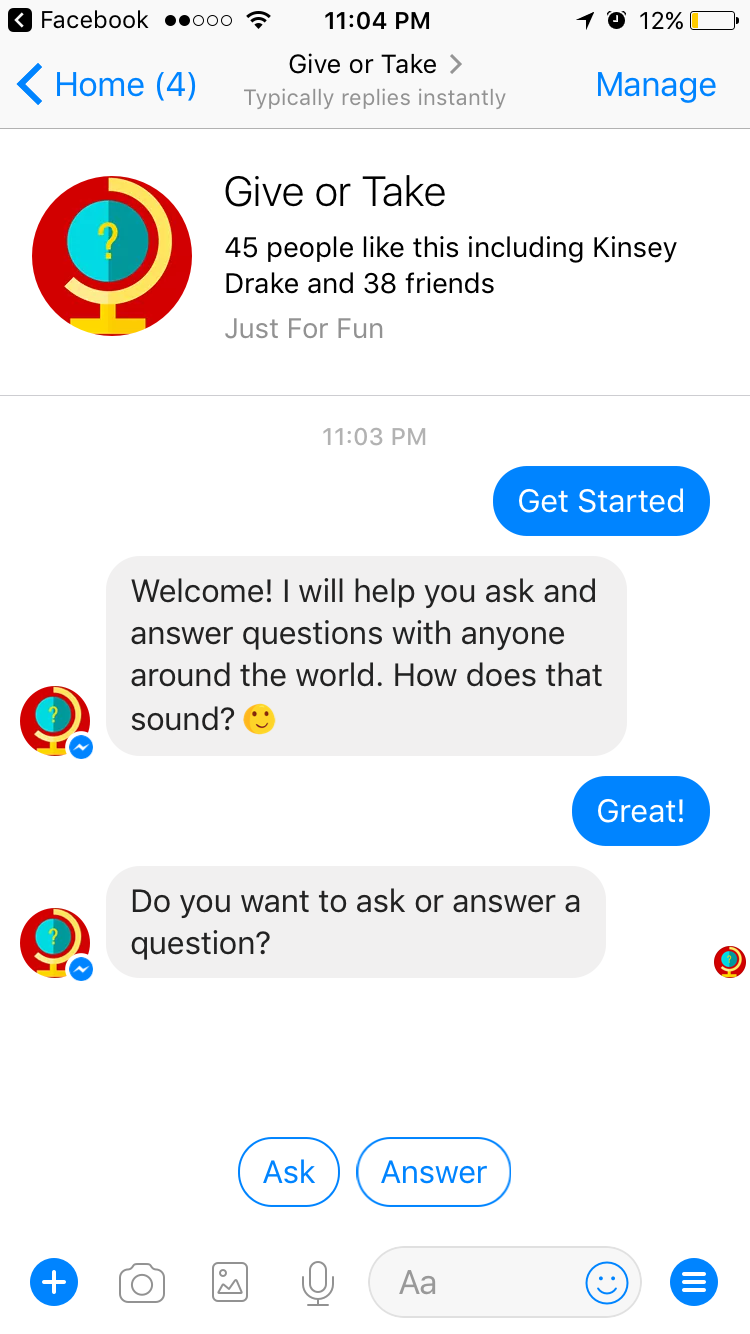 Facebook 11:04 PM 12%
Home (4) Give or Take Manage
Typically replies instantly
?
Give or Take
45 people like this including Kinsey
Drake and 38 friends
Just For Fun
11:03 PM
Get Started
Welcome! I will help you ask and
answer questions with anyone
around the world. How does that
sound? 🙂
?
Great!
Do you want to ask or answer a
question?
?
Ask Answer
Aa